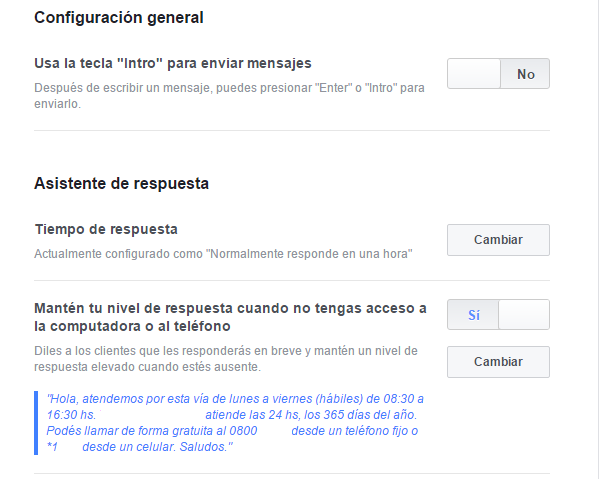 Configuración general
Usa la tecla "Intro" para enviar mensajes
No
Después de escribir un mensaje, puedes presionar "Enter" o "Intro" para
enviarlo.
Asistente de respuesta
Tiempo de respuesta
Cambiar
Actualmente configurado como "Normalmente responde en una hora"
Mantén tu nivel de respuesta cuando no tengas acceso a
la computadora o al teléfono
Sí
Diles a los clientes que les responderás en breve y mantén un nivel de
respuesta elevado cuando estés ausente.
Cambiar
"Hola, atendemos por esta vía de lunes a viernes (hábiles) de 08:30 a
16:30 hs. atiende las 24 hs, los 365 días del año.
Podés llamar de forma gratuita al 0800 desde un teléfono fijo o
*1 desde un celular. Saludos."